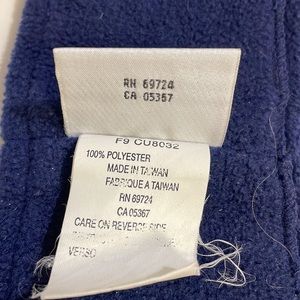 RN 69724
CA 05367
F9 CU8032
100% POLYESTER
MADE IN TAIWAN
FABRIQUE A TAIWAN
RN 69724
CA 05367
CARE ON REVERSE SIDE
VERSO